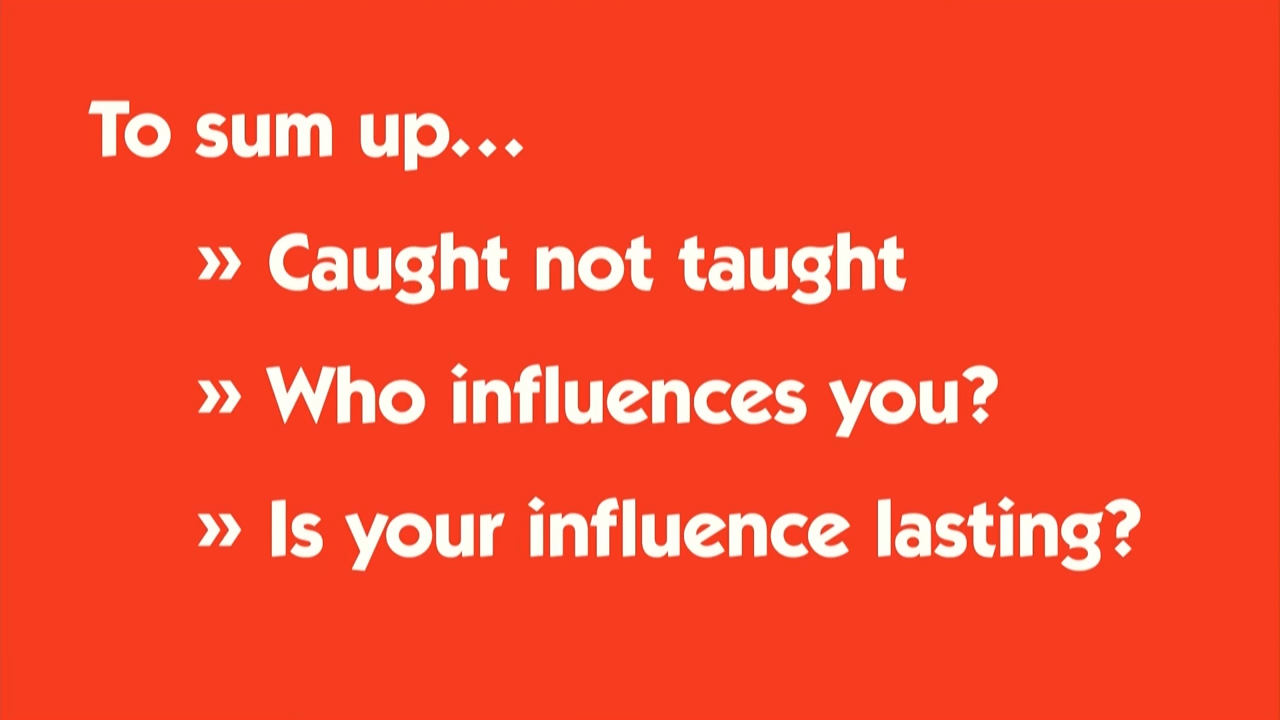 To sum up...
» Caught not taught
» Who influences you?
» Is your influence lasting?